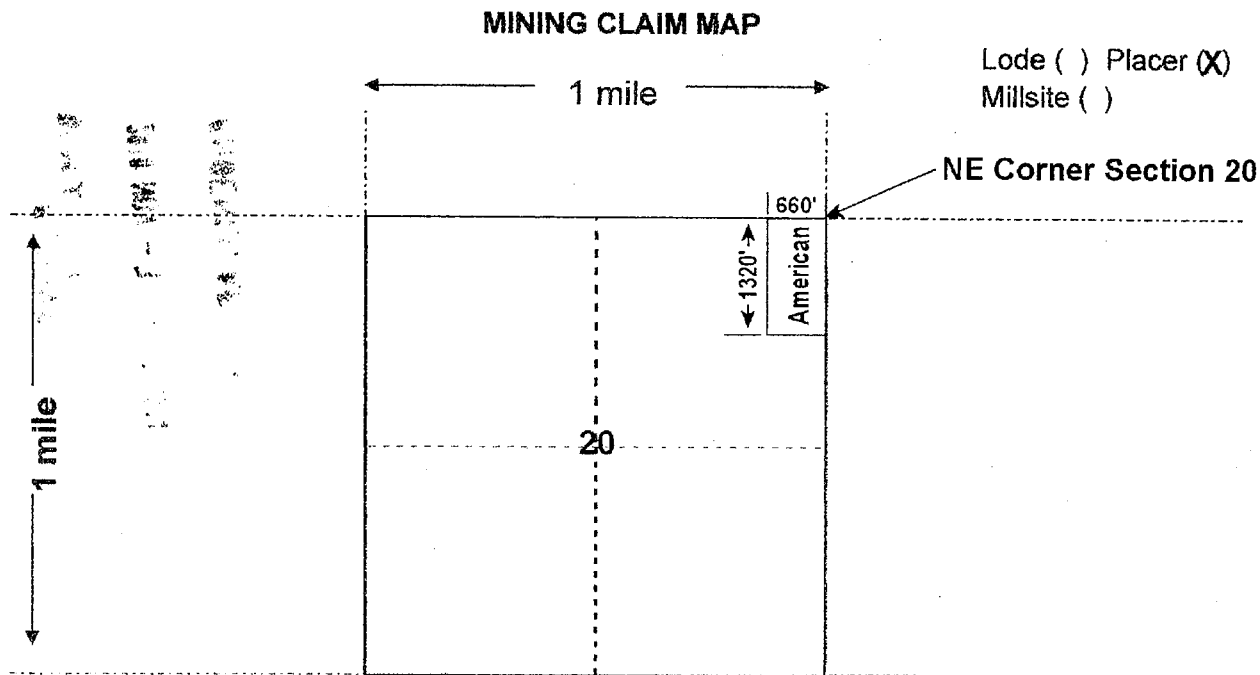 MINING CLAIM MAP
Lode ( ) Placer (X)
Millsite ( )
1 mile
NE Corner Section 20
660'
1320'
American
1 mile
20